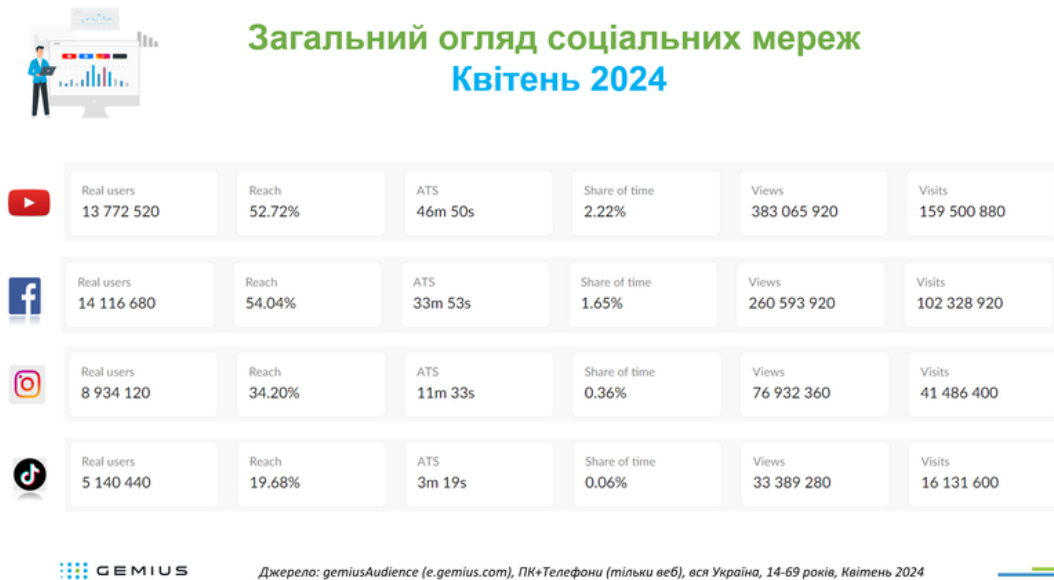 Загальний огляд соціальних мереж
Квітень 2024
Real users Reach ATS Share of time Views Visits
13 772 520 52.72% 46m 50s 2.22% 383 065 920 159 500 880
Real users Reach ATS Share of time Views Visits
14 116 680 54.04% 33m 53s 1.65% 260 593 920 102 328 920
Real users Reach ATS Share of time Views Visits
8 934 120 34.20% 11m 33s 0.36% 76 932 360 41 486 400
Real users Reach ATS Share of time Views Visits
5 140 440 19.68% 3m 19s 0.06% 33 389 280 16 131 600
GEMIUS
Джерело: gemiusAudience (e.gemius.com), ПК+Телефони (тільки веб), вся Україна, 14-69 років, Квітень 2024